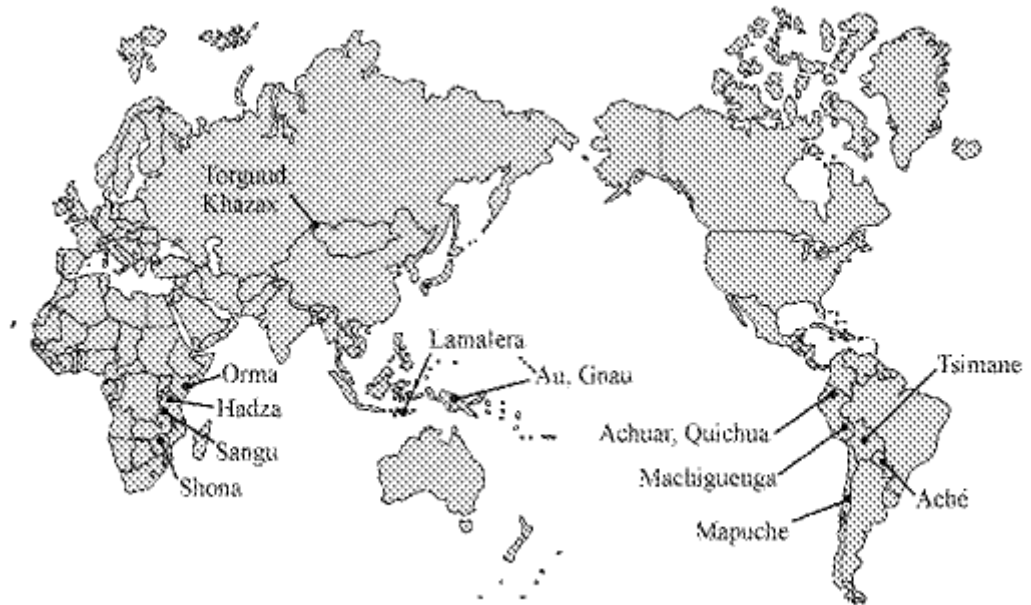 Torguud
Khazax
Lamalera
Tsimane
Orma
Au, Gnau
Hadza
Achuar, Quichua
Sangu
Machiguenga
Shona
Aché
Mapuche